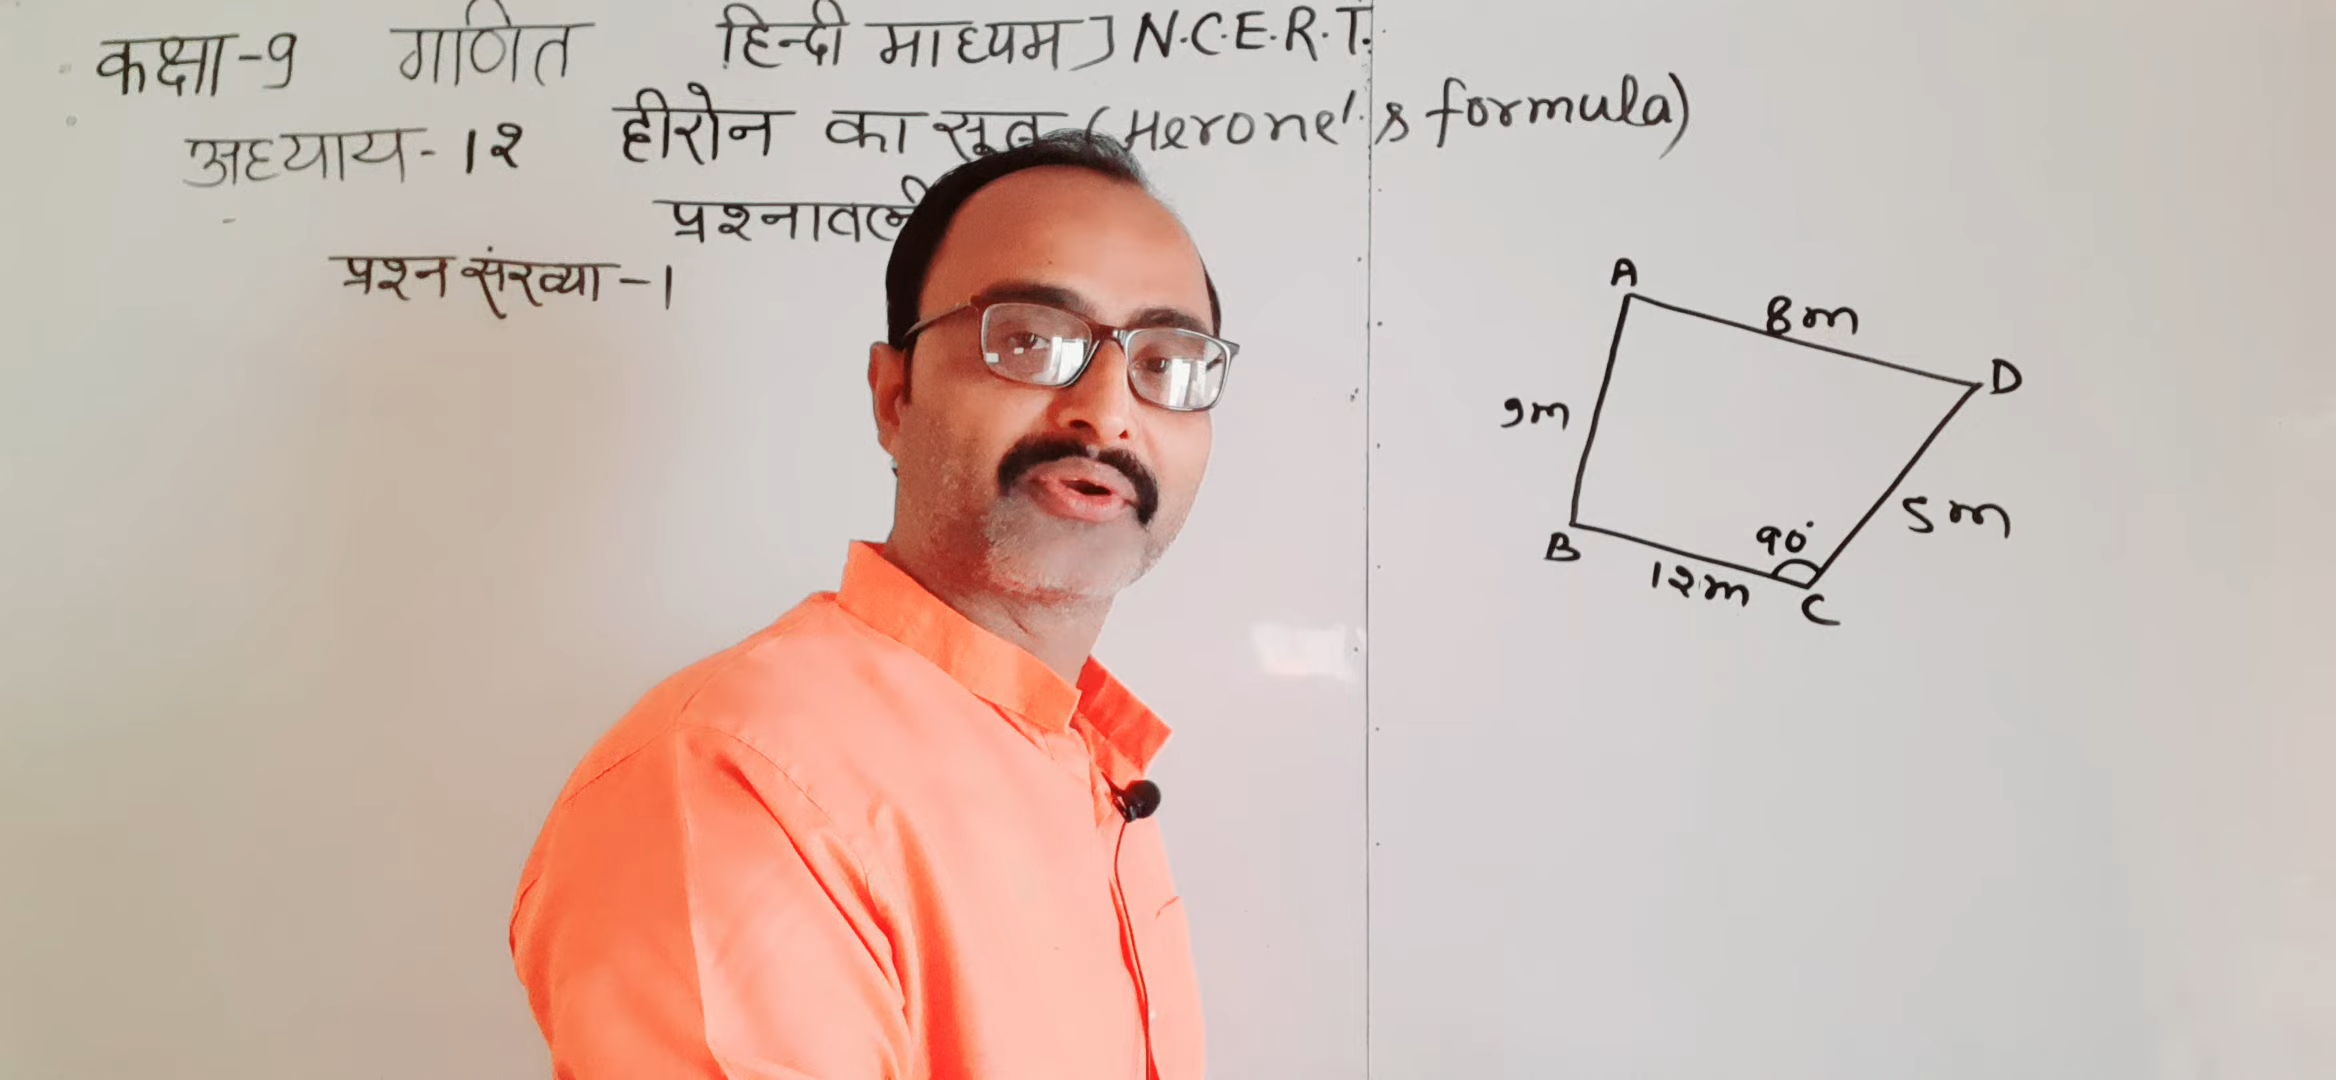 कक्षा-9 गणित हिन्दी माध्यम] N.C.E.R.T.
अध्याय-12 हीरोन का सूत्र (Herone's formula)
प्रश्नावली
प्रश्न संख्या-1
A
8m
D
9m
5m
90°
B
12m
C